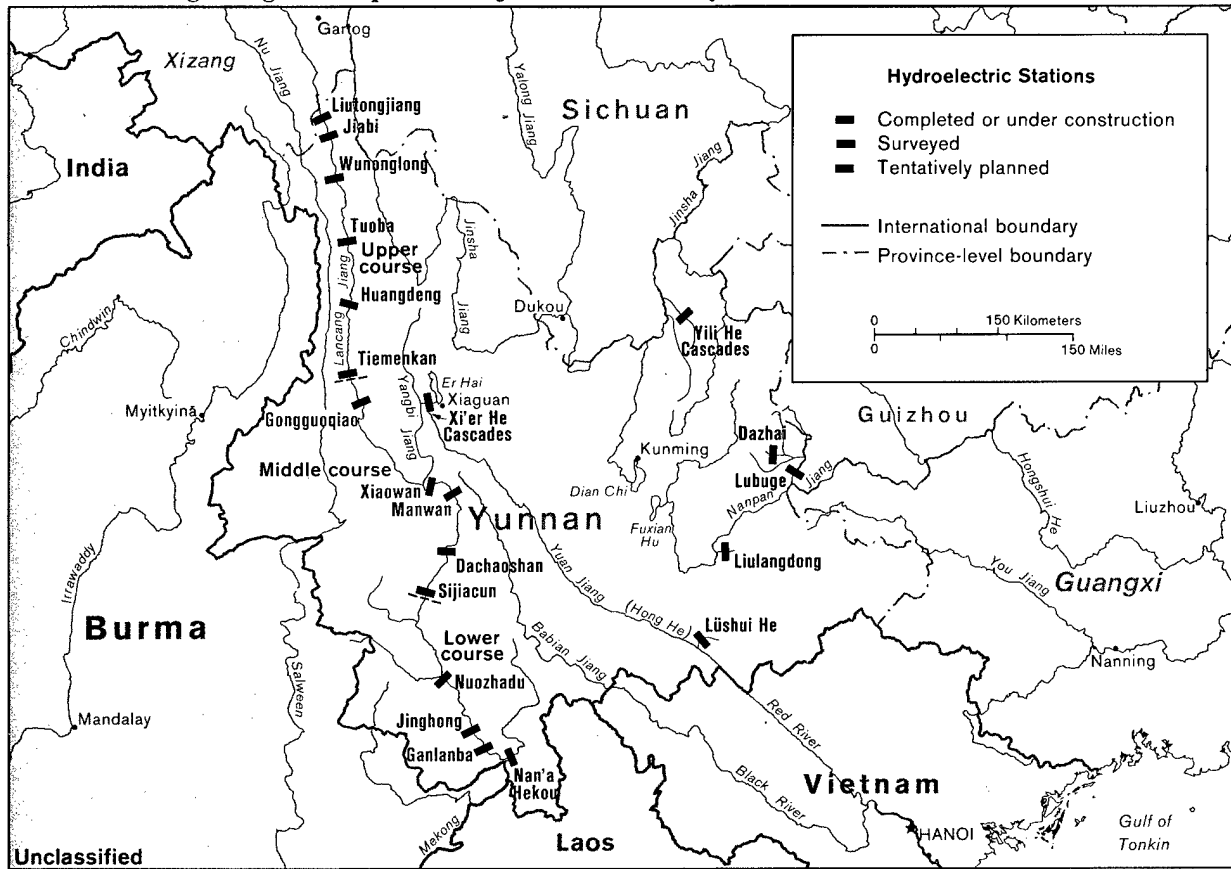 Gartog
Xizang
Nu Jiang
Yalong Jiang
Sichuan
Liutongjiang
Jiabi
India
Wunonglong
Jinsha Jiang
Tuoba
Upper
course
Jinsha
Jiang
Lancang Jiang
Huangdeng
Dukou
Yili He
Cascades
Chindwin
Tiemenkan
Er Hai
Xiaguan
Xi'er He
Cascades
Yangbi Jiang
Myitkyina
Gongguoqiao
Guizhou
Dazhai
Kunming
Lubuge
Middle course
Xiaowan
Manwan
Dian Chi
Nanpan Jiang
Hongshui He
Liuzhou
Yunnan
Fuxian
Hu
Dachaoshan
Liulangdong
You Jiang
Guangxi
Irrawaddy
Sijiacun
Yuan Jiang
(Hong He)
Lüshui He
Burma
Lower
course
Babian Jiang
Nanning
Salween
Nuozhadu
Mandalay
Jinghong
Ganlanba
Nan'a
Hekou
Red River
Black River
Vietnam
Mekong
Laos
HANOI
Gulf of
Tonkin
Unclassified
Hydroelectric Stations
Completed or under construction
Surveyed
Tentatively planned
International boundary
Province-level boundary
0 150 Kilometers
0 150 Miles